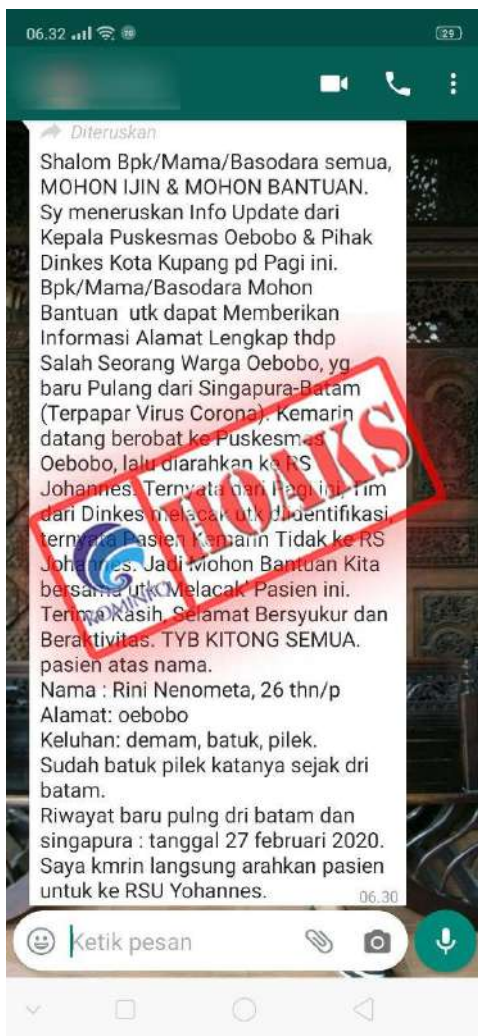 06.32
29
Diteruskan
Shalom Bpk/Mama/Basodara semua,
MOHON IJIN & MOHON BANTUAN.
Sy meneruskan Info Update dari
Kepala Puskesmas Oebobo & Pihak
Dinkes Kota Kupang pd Pagi ini.
Bpk/Mama/Basodara Mohon
Bantuan utk dapat Memberikan
Informasi Alamat Lengkap thdp
Salah Seorang Warga Oebobo, yg
baru Pulang dari Singapura-Batam
(Terpapar Virus Corona). Kemarin
datang berobat ke Puskesmas
Oebobo, lalu diarahkan ke RS
Johannes. Ternyata dari Pagi ini, Tim
dari Dinkes melacak utk diidentifikasi,
ternyata Pasien Kemarin Tidak ke RS
Johannes. Jadi Mohon Bantuan Kita
bersama utk Melacak' Pasien ini.
Terima Kasih, Selamat Bersyukur dan
Beraktivitas. TYB KITONG SEMUA.
pasien atas nama.
Nama : Rini Nenometa, 26 thn/p
Alamat: oebobo
Keluhan: demam, batuk, pilek.
Sudah batuk pilek katanya sejak dri
batam.
Riwayat baru pulng dri batam dan
singapura : tanggal 27 februari 2020.
Saya kmrin langsung arahkan pasien
untuk ke RSU Yohannes.
06.30
HOAKS
KOMINFO
Ketik pesan